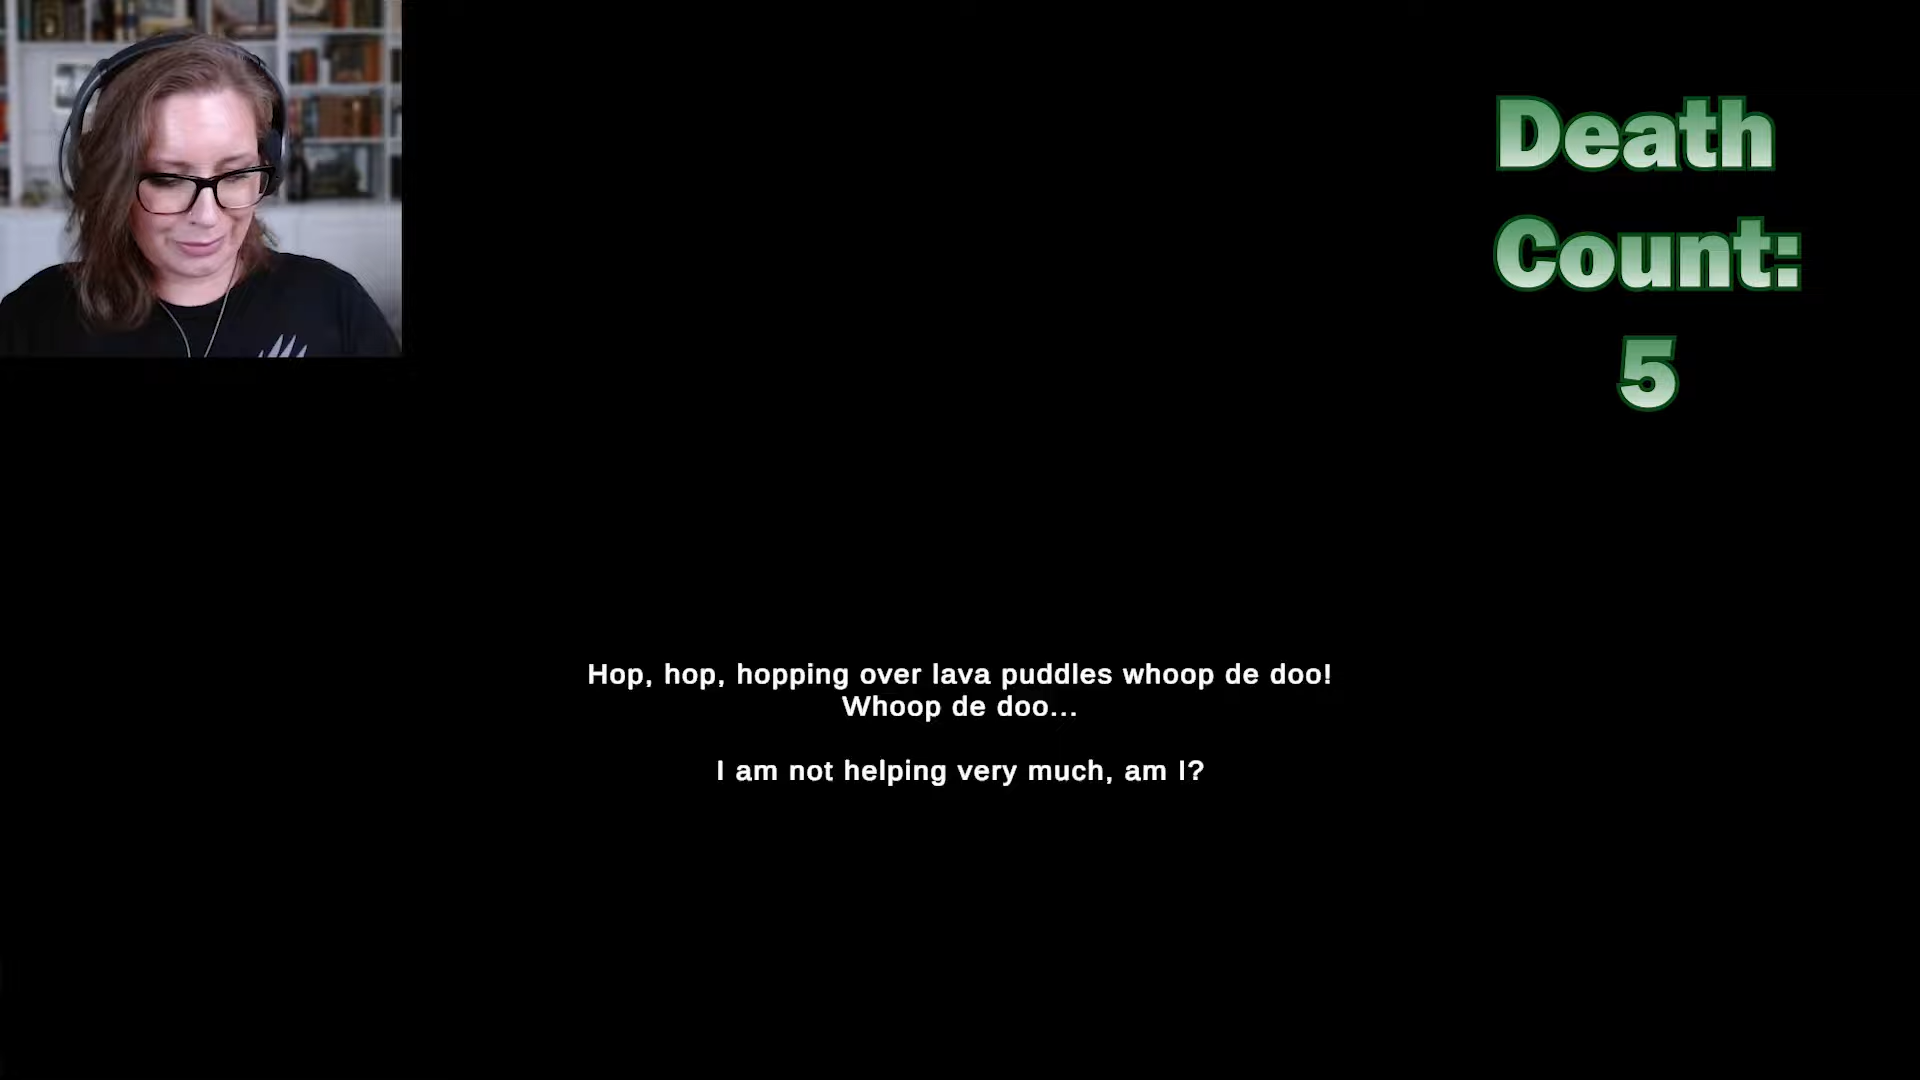 Death
Count:
5
Hop, hop, hopping over lava puddles whoop de doo!
Whoop de doo...
I am not helping very much, am I?